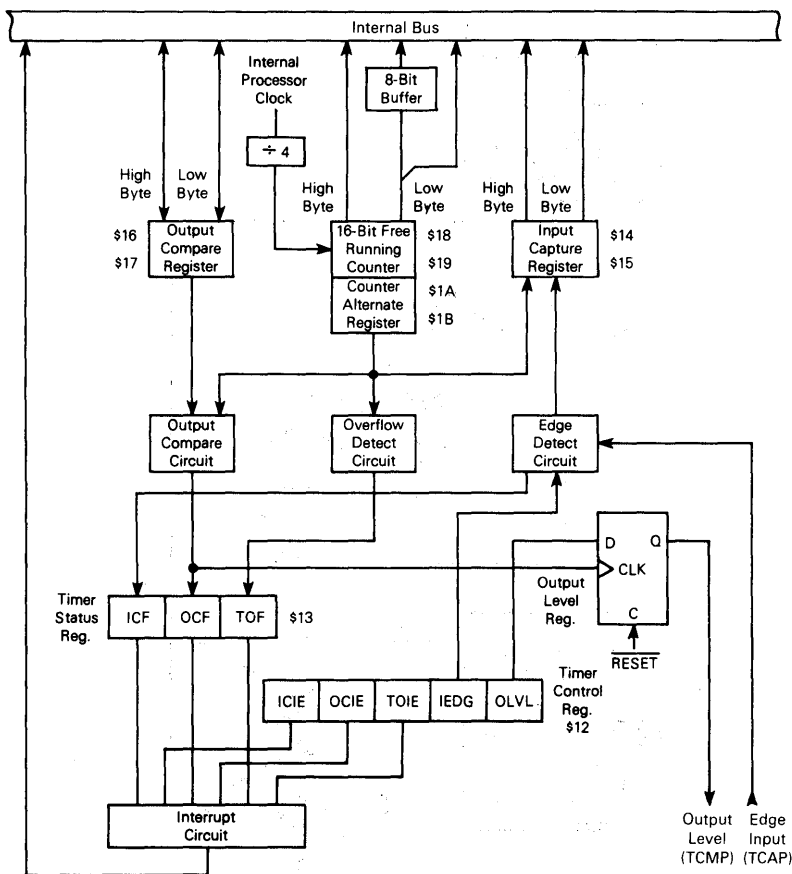 Internal Bus
Internal
Processor
Clock
8-Bit
Buffer
÷ 4
High
Byte
Low
Byte
High
Byte
Low
Byte
High
Byte
Low
Byte
$16
$17
Output
Compare
Register
16-Bit Free
Running
Counter
$18
$19
Counter
Alternate
Register
$1A
$1B
Input
Capture
Register
$14
$15
Output
Compare
Circuit
Overflow
Detect
Circuit
Edge
Detect
Circuit
D Q
CLK
C
Output
Level
Reg.
RESET
Timer
Status
Reg.
ICF OCF TOF $13
ICIE OCIE TOIE IEDG OLVL
Timer
Control
Reg.
$12
Interrupt
Circuit
Output
Level
(TCMP)
Edge
Input
(TCAP)